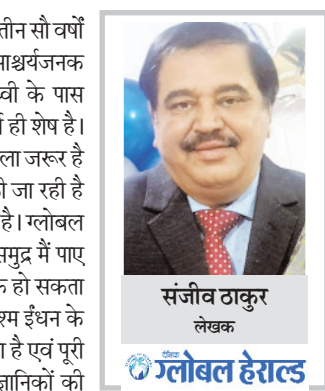 तीन सौ वर्षों
आश्चर्यजनक
के पास
ही शेष है।
जरूर है
जा रही है
है। ग्लोबल
समुद्र मैं पाए
हो सकता
ईंधन के
है एवं पूरी
की
संजीव ठाकुर
लेखक
दैनिक
ग्लोबल हेराल्ड